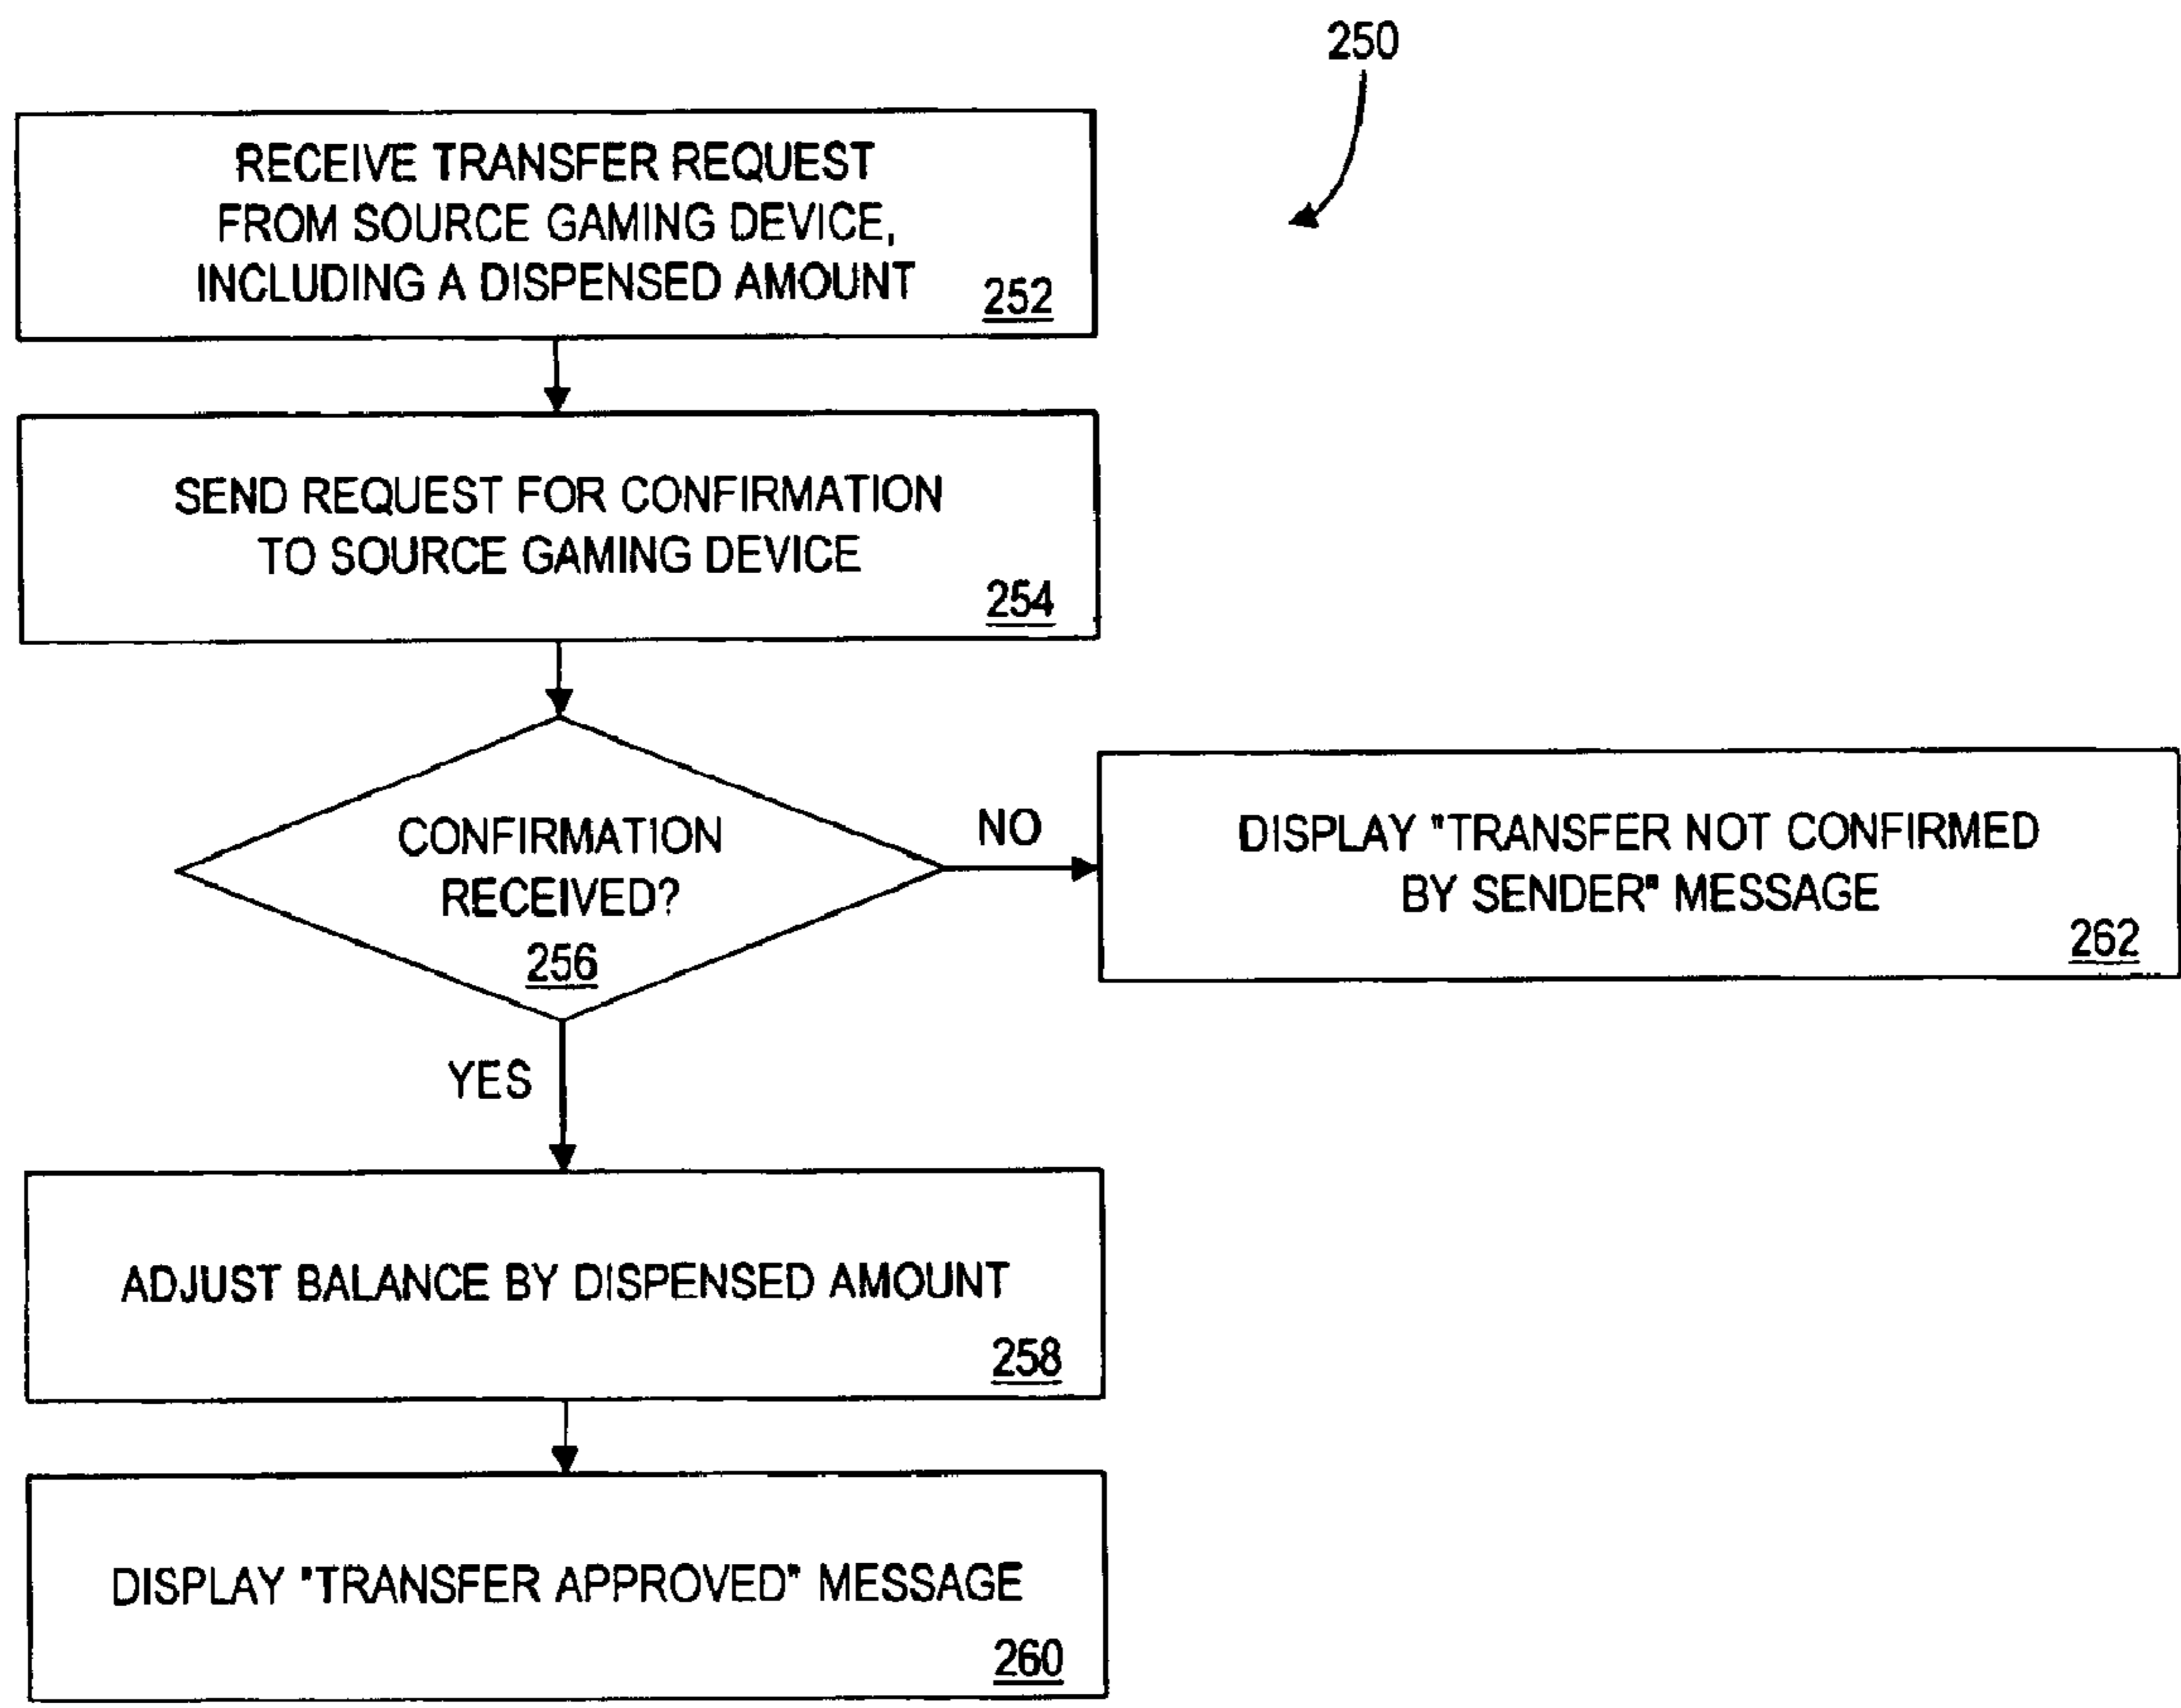 250
RECEIVE TRANSFER REQUEST
FROM SOURCE GAMING DEVICE,
INCLUDING A DISPENSED AMOUNT
252
SEND REQUEST FOR CONFIRMATION
TO SOURCE GAMING DEVICE
254
CONFIRMATION
RECEIVED?
256
NO
DISPLAY "TRANSFER NOT CONFIRMED
BY SENDER" MESSAGE
262
YES
ADJUST BALANCE BY DISPENSED AMOUNT
258
DISPLAY "TRANSFER APPROVED" MESSAGE
260